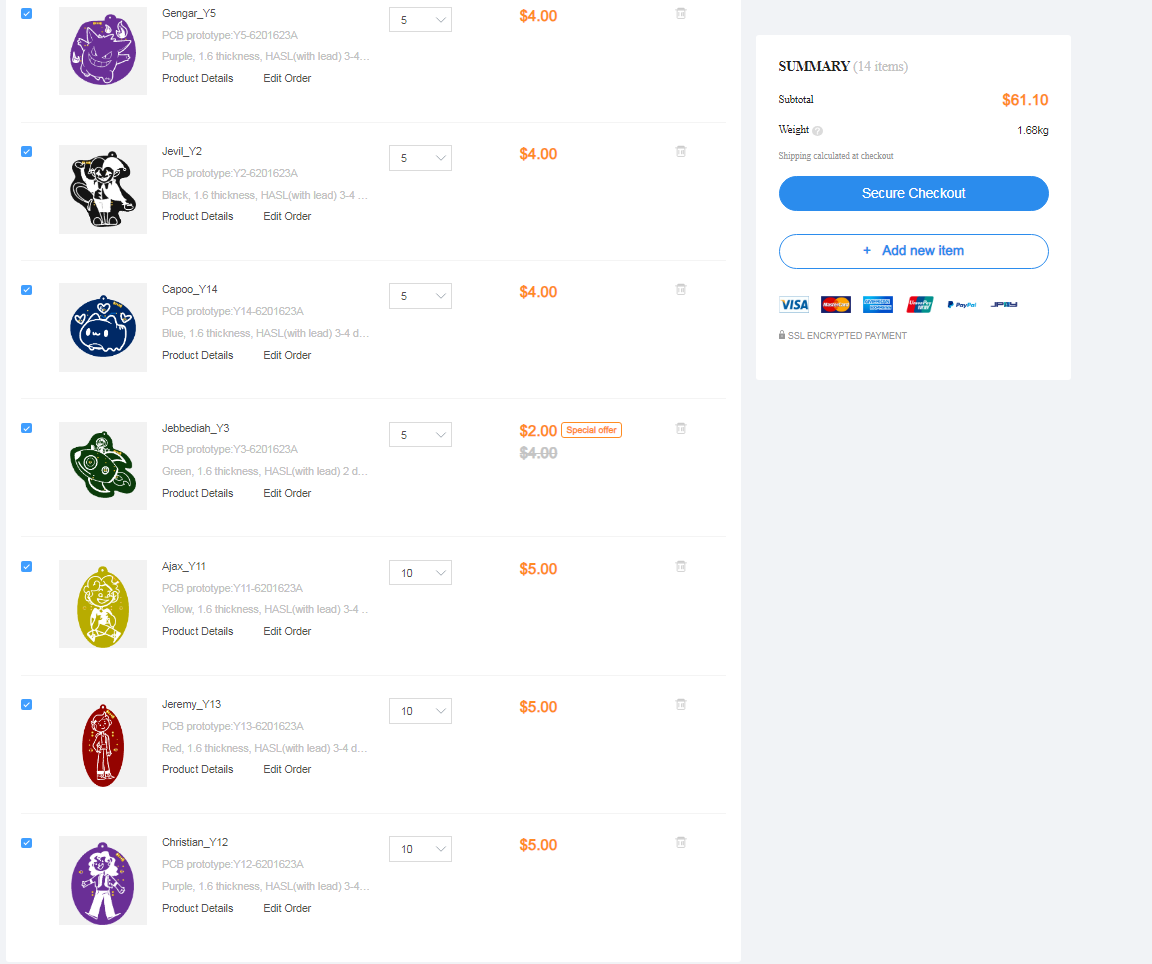 Gengar_Y5
5
$4.00
PCB prototype:Y5-6201623A
Purple, 1.6 thickness, HASL(with lead) 3-4...
Product Details Edit Order
Jevil_Y2
5
$4.00
PCB prototype:Y2-6201623A
Black, 1.6 thickness, HASL(with lead) 3-4 ...
Product Details Edit Order
Capoo_Y14
5
$4.00
PCB prototype:Y14-6201623A
Blue, 1.6 thickness, HASL(with lead) 3-4 d...
Product Details Edit Order
Jebbediah_Y3
5
$2.00 Special offer
$4.00
PCB prototype:Y3-6201623A
Green, 1.6 thickness, HASL(with lead) 2 d...
Product Details Edit Order
Ajax_Y11
10
$5.00
PCB prototype:Y11-6201623A
Yellow, 1.6 thickness, HASL(with lead) 3-4 ..
Product Details Edit Order
Jeremy_Y13
10
$5.00
PCB prototype:Y13-6201623A
Red, 1.6 thickness, HASL(with lead) 3-4 d...
Product Details Edit Order
Christian_Y12
10
$5.00
PCB prototype:Y12-6201623A
Purple, 1.6 thickness, HASL(with lead) 3-4...
Product Details Edit Order
SUMMARY (14 items)
Subtotal $61.10
Weight ? 1.68kg
Shipping calculated at checkout
Secure Checkout
+ Add new item
VISA MasterCard AMERICAN EXPRESS UnionPay PayPal JPAY
SSL ENCRYPTED PAYMENT